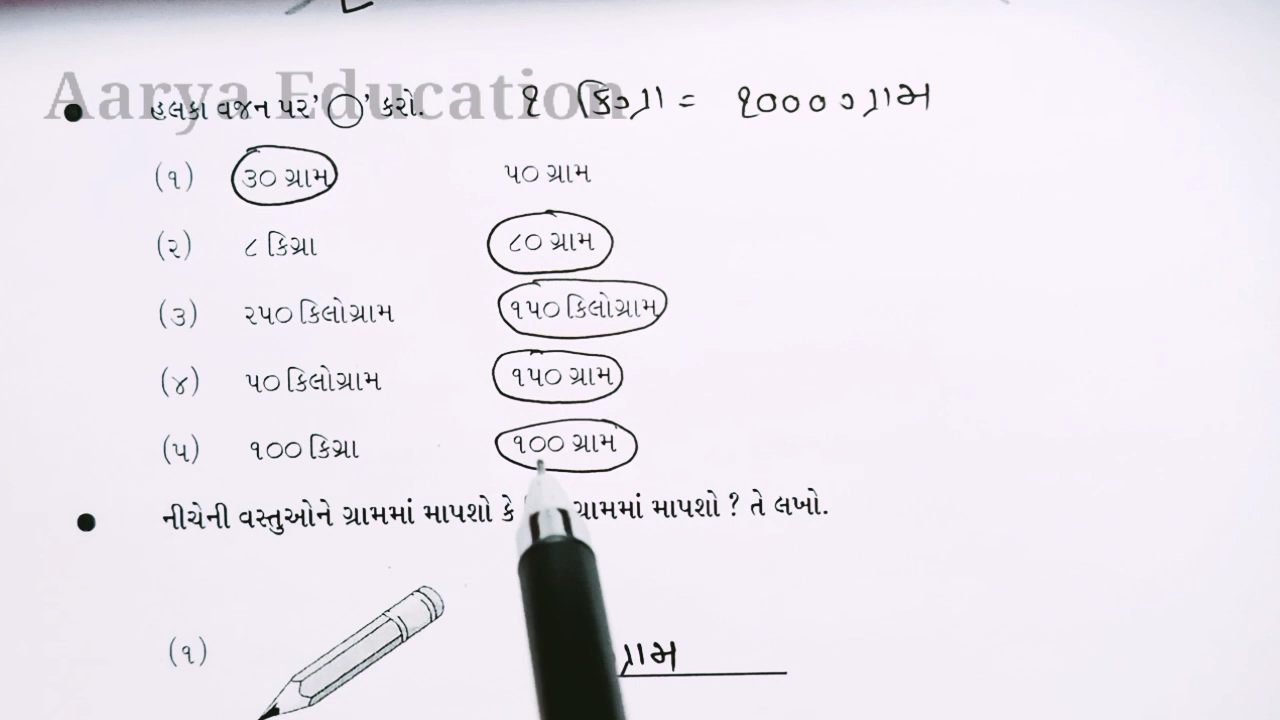 Aarya Education
હલકા વજન પર '◯' કરો. ૧ કિગ્રા = ૧૦૦૦ ગ્રામ
(૧) ૩૦ ગ્રામ ૫૦ ગ્રામ
(૨) ૮ કિગ્રા ૮૦ ગ્રામ
(૩) ૨૫૦ કિલોગ્રામ ૧૫૦ કિલોગ્રામ
(૪) ૫૦ કિલોગ્રામ ૧૫૦ ગ્રામ
(૫) ૧૦૦ કિગ્રા ૧૦૦ ગ્રામ
નીચેની વસ્તુઓને ગ્રામમાં માપશો કે ગ્રામમાં માપશો ? તે લખો.
(૧) ગ્રામ